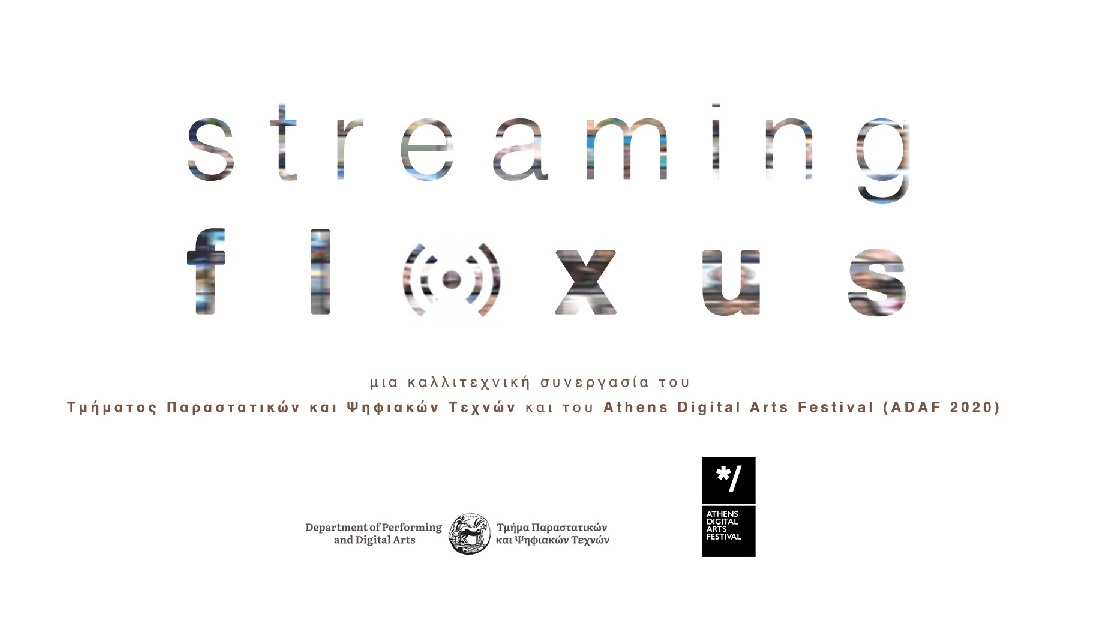 streaming
fl((•))xus
μια καλλιτεχνική συνεργασία του
Τμήματος Παραστατικών και Ψηφιακών Τεχνών και του Athens Digital Arts Festival (ADAF 2020)
Department of Performing
and Digital Arts
Τμήμα Παραστατικών
και Ψηφιακών Τεχνών
*/
ATHENS
DIGITAL
ARTS
FESTIVAL